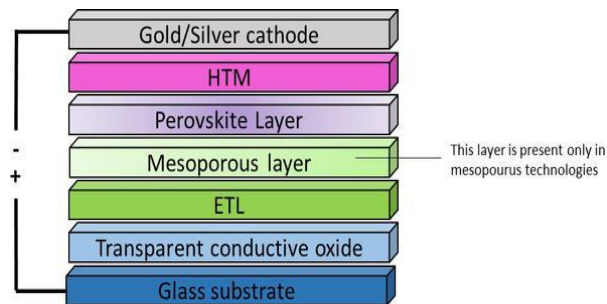 Gold/Silver cathode
HTM
Perovskite Layer
-
+
Mesoporous layer
This layer is present only in
mesopourus technologies
ETL
Transparent conductive oxide
Glass substrate